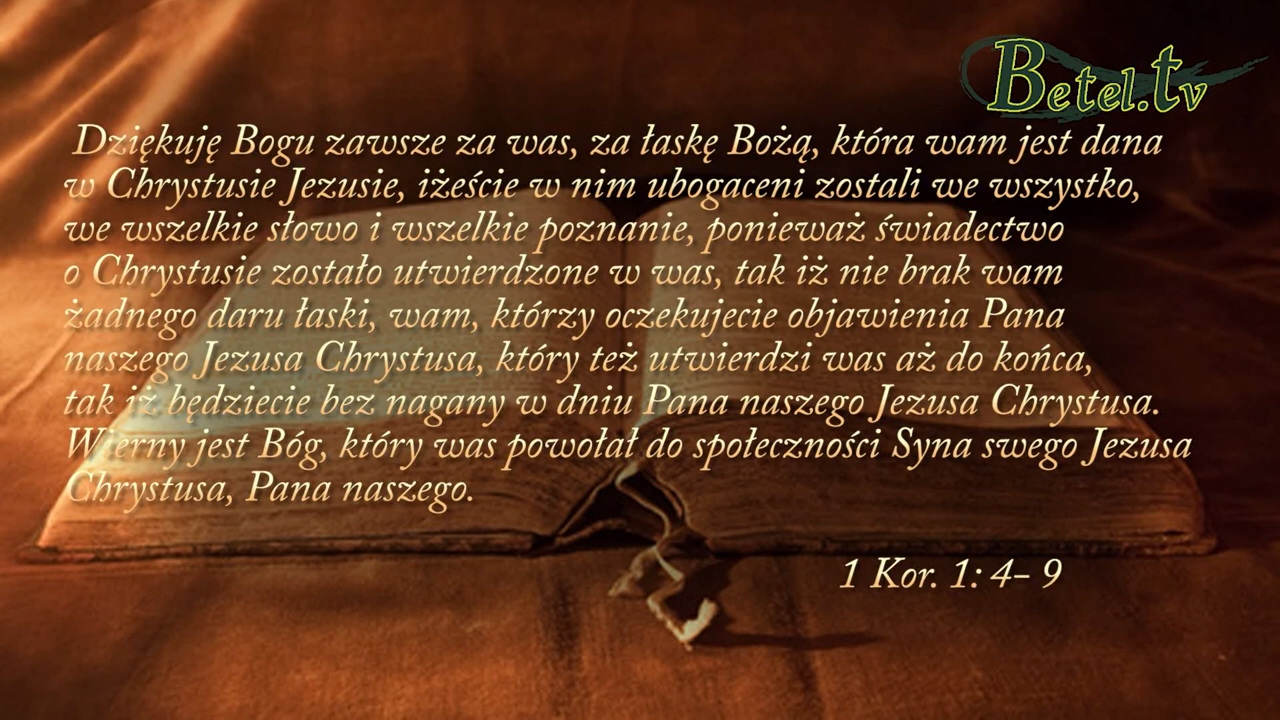 Betel.tv
Dziękuję Bogu zawsze za was, za łaskę Bożą, która wam jest dana
w Chrystusie Jezusie, iżeście w nim ubogaceni zostali we wszystko,
we wszelkie słowo i wszelkie poznanie, ponieważ świadectwo
o Chrystusie zostało utwierdzone w was, tak iż nie brak wam
żadnego daru łaski, wam, którzy oczekujecie objawienia Pana
naszego Jezusa Chrystusa, który też utwierdzi was aż do końca,
tak iż będziecie bez nagany w dniu Pana naszego Jezusa Chrystusa.
Wierny jest Bóg, który was powołał do społeczności Syna swego Jezusa
Chrystusa, Pana naszego.
1 Kor. 1: 4- 9